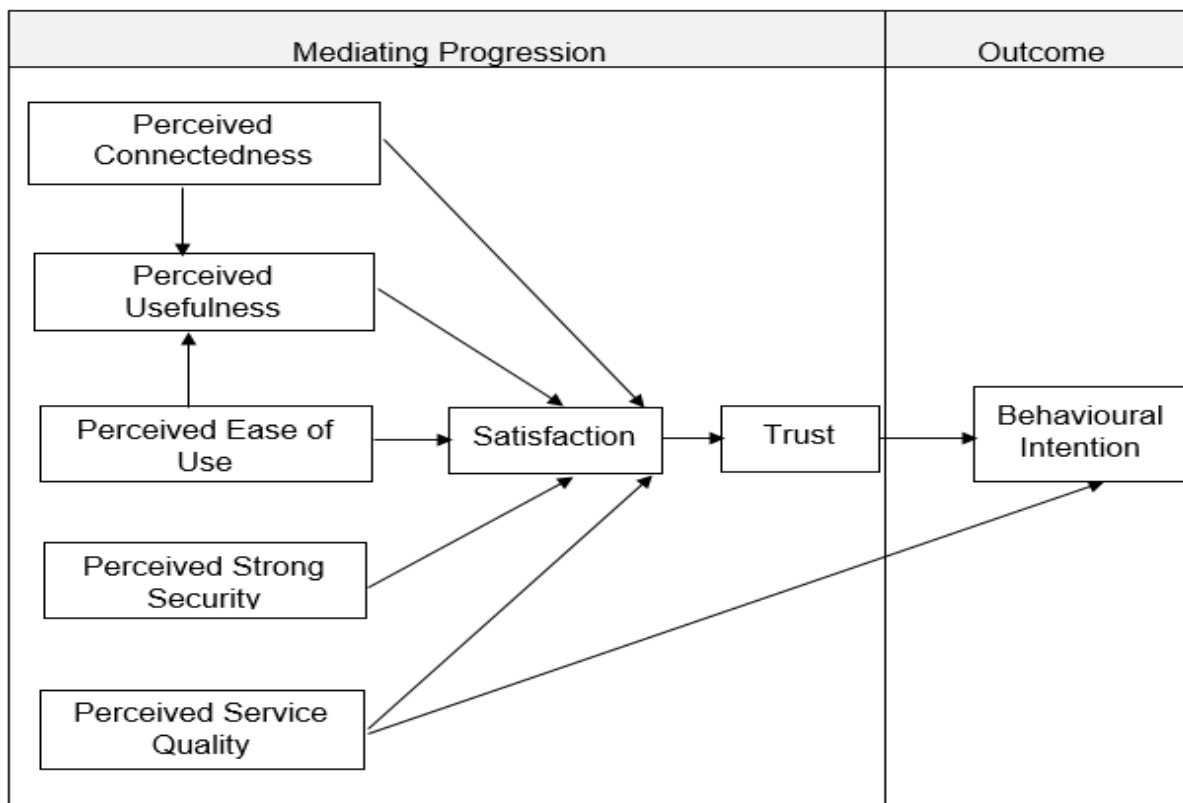 Mediating Progression
Outcome
Perceived
Connectedness
Perceived
Usefulness
Perceived Ease of
Use
Satisfaction
Trust
Behavioural
Intention
Perceived Strong
Security
Perceived Service
Quality